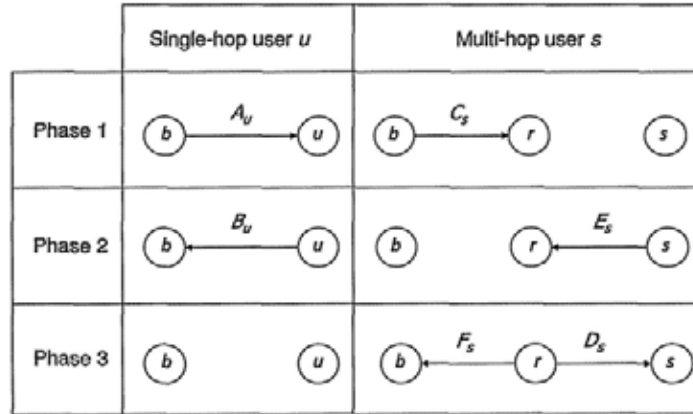 Single-hop user u Multi-hop user s
Phase 1 b A_u u b C_s r s
Phase 2 b B_u u b r E_s s
Phase 3 b u b F_s r D_s s